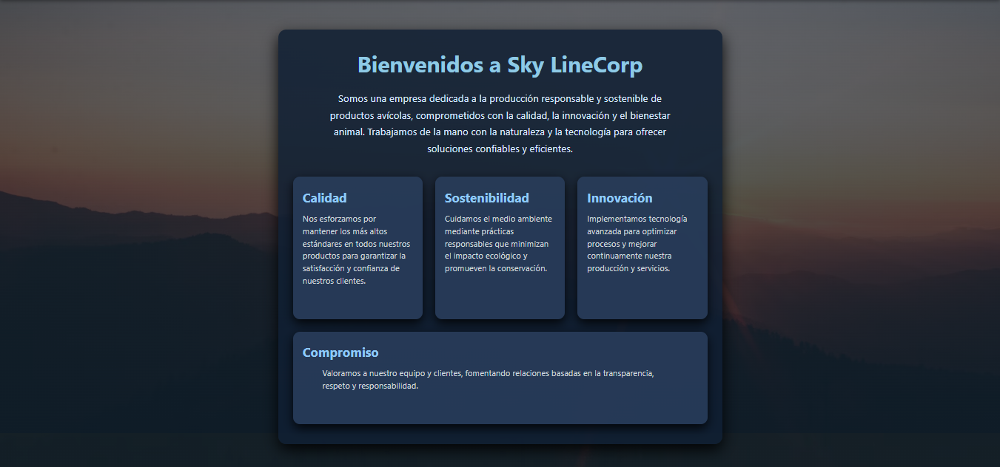 Bienvenidos a Sky LineCorp
Somos una empresa dedicada a la producción responsable y sostenible de
productos avícolas, comprometidos con la calidad, la innovación y el bienestar
animal. Trabajamos de la mano con la naturaleza y la tecnología para ofrecer
soluciones confiables y eficientes.
Calidad
Nos esforzamos por
mantener los más altos
estándares en todos nuestros
productos para garantizar la
satisfacción y confianza de
nuestros clientes.
Sostenibilidad
Cuidamos el medio ambiente
mediante prácticas
responsables que minimizan
el impacto ecológico y
promueven la conservación.
Innovación
Implementamos tecnología
avanzada para optimizar
procesos y mejorar
continuamente nuestra
producción y servicios.
Compromiso
Valoramos a nuestro equipo y clientes, fomentando relaciones basadas en la transparencia,
respeto y responsabilidad.